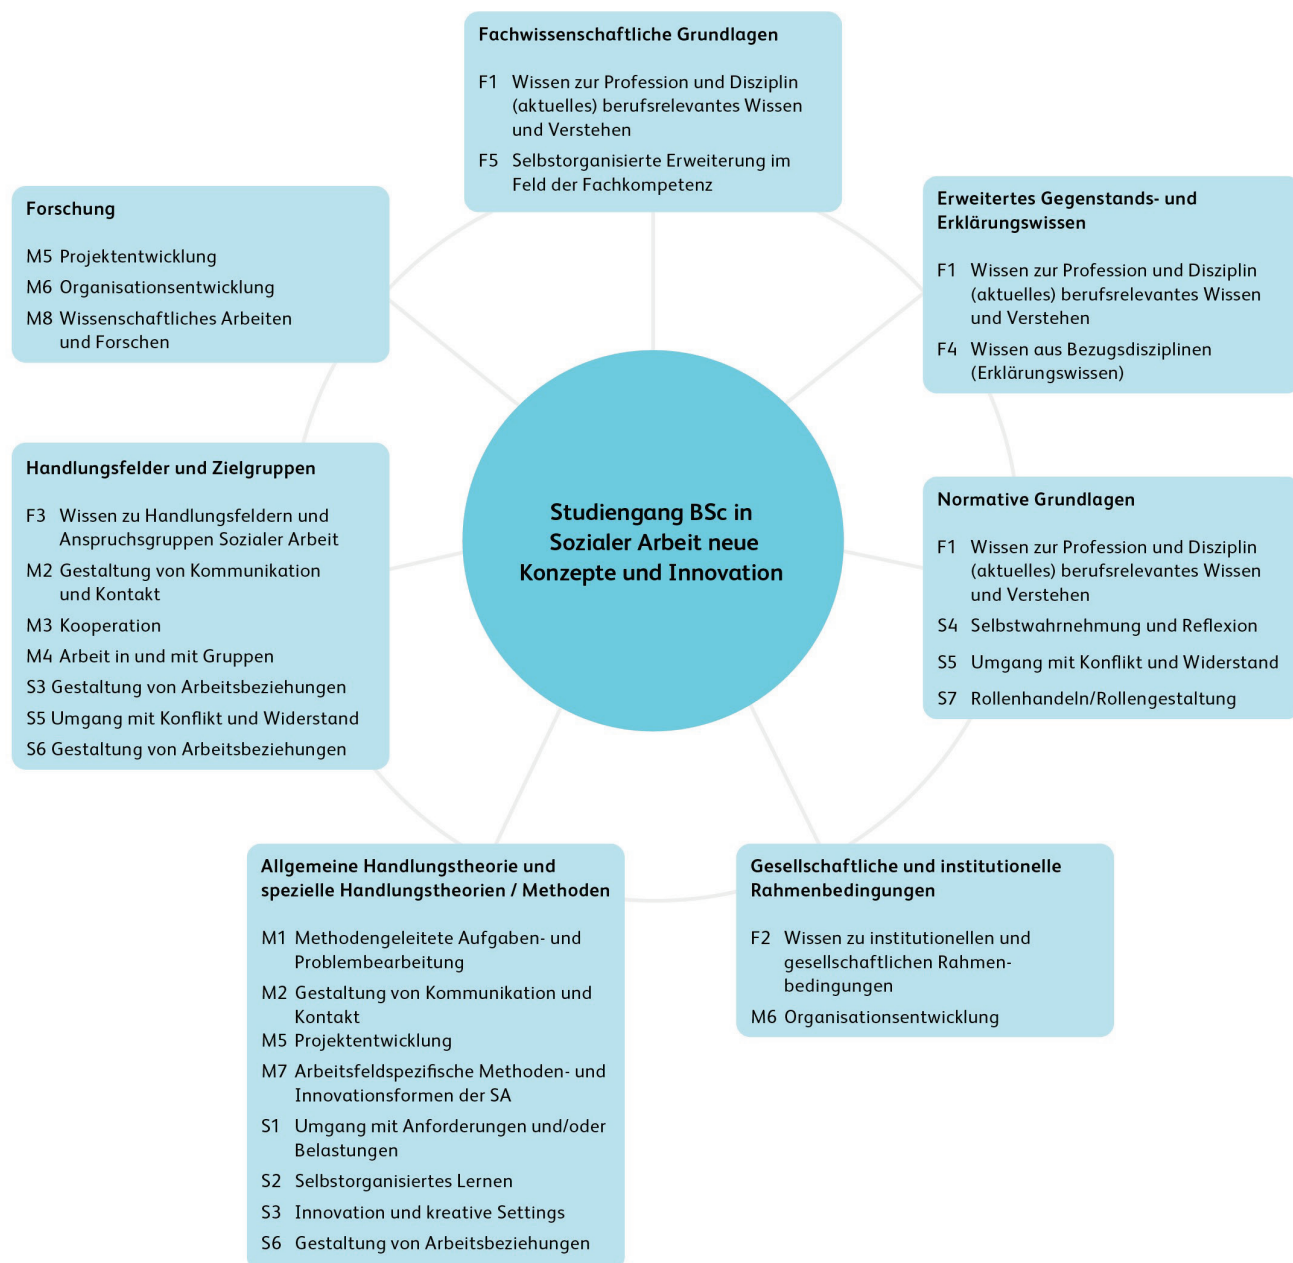 Fachwissenschaftliche Grundlagen
F1 Wissen zur Profession und Disziplin
(aktuelles) berufsrelevantes Wissen
und Verstehen
F5 Selbstorganisierte Erweiterung im
Feld der Fachkompetenz
Erweitertes Gegenstands- und
Erklärungswissen
F1 Wissen zur Profession und Disziplin
(aktuelles) berufsrelevantes Wissen
und Verstehen
F4 Wissen aus Bezugsdisziplinen
(Erklärungswissen)
Normative Grundlagen
F1 Wissen zur Profession und Disziplin
(aktuelles) berufsrelevantes Wissen
und Verstehen
S4 Selbstwahrnehmung und Reflexion
S5 Umgang mit Konflikt und Widerstand
S7 Rollenhandeln/Rollengestaltung
Gesellschaftliche und institutionelle
Rahmenbedingungen
F2 Wissen zu institutionellen und
gesellschaftlichen Rahmen-
bedingungen
M6 Organisationsentwicklung
Allgemeine Handlungstheorie und
spezielle Handlungstheorien / Methoden
M1 Methodengeleitete Aufgaben- und
Problembearbeitung
M2 Gestaltung von Kommunikation und
Kontakt
M5 Projektentwicklung
M7 Arbeitsfeldspezifische Methoden- und
Innovationsformen der SA
S1 Umgang mit Anforderungen und/oder
Belastungen
S2 Selbstorganisiertes Lernen
S3 Innovation und kreative Settings
S6 Gestaltung von Arbeitsbeziehungen
Handlungsfelder und Zielgruppen
F3 Wissen zu Handlungsfeldern und
Anspruchsgruppen Sozialer Arbeit
M2 Gestaltung von Kommunikation
und Kontakt
M3 Kooperation
M4 Arbeit in und mit Gruppen
S3 Gestaltung von Arbeitsbeziehungen
S5 Umgang mit Konflikt und Widerstand
S6 Gestaltung von Arbeitsbeziehungen
Forschung
M5 Projektentwicklung
M6 Organisationsentwicklung
M8 Wissenschaftliches Arbeiten
und Forschen
Studiengang BSc in
Sozialer Arbeit neue
Konzepte und Innovation